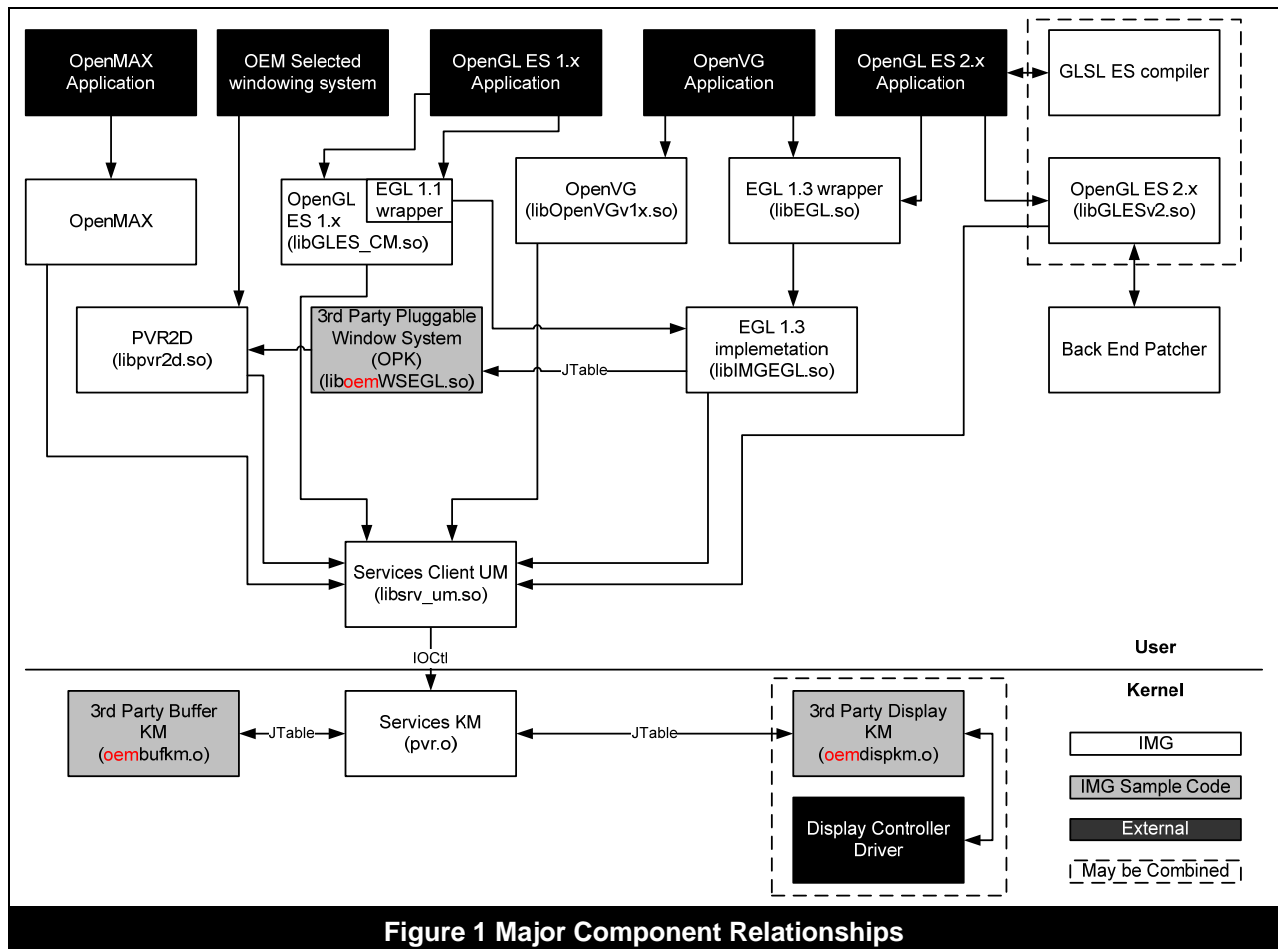 OpenMAX
Application
OEM Selected
windowing system
OpenGL ES 1.x
Application
OpenVG
Application
OpenGL ES 2.x
Application
GLSL ES compiler
OpenMAX
OpenGL
ES 1.x
(libGLES_CM.so)
EGL 1.1
wrapper
OpenVG
(libOpenVGv1x.so)
EGL 1.3 wrapper
(libEGL.so)
OpenGL ES 2.x
(libGLESv2.so)
PVR2D
(libpvr2d.so)
3rd Party Pluggable
Window System
(OPK)
(liboemWSEGL.so)
JTable
EGL 1.3
implemetation
(libIMGEGL.so)
Back End Patcher
Services Client UM
(libsrv_um.so)
IOCtl
User
Kernel
3rd Party Buffer
KM
(oembufkm.o)
JTable
Services KM
(pvr.o)
JTable
3rd Party Display
KM
(oemdispkm.o)
Display Controller
Driver
IMG
IMG Sample Code
External
May be Combined
Figure 1 Major Component Relationships